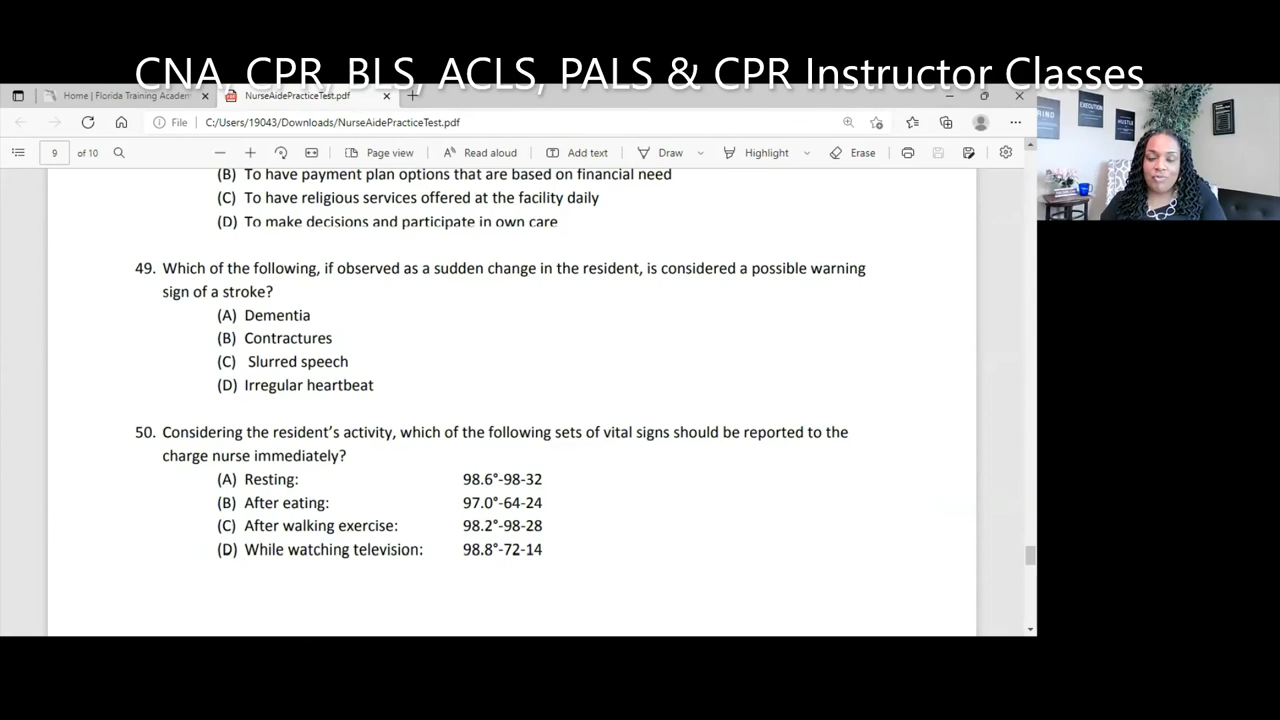 CNA, CPR, BLS, ACLS, PALS & CPR Instructor Classes
Home | Florida Training Academ
NurseAidePracticeTest.pdf
File
C:/Users/19043/Downloads/NurseAidePracticeTest.pdf
9 of 10
Page view
Read aloud
Add text
Draw
Highlight
Erase
(B) To have payment plan options that are based on financial need
(C) To have religious services offered at the facility daily
(D) To make decisions and participate in own care
49. Which of the following, if observed as a sudden change in the resident, is considered a possible warning
sign of a stroke?
(A) Dementia
(B) Contractures
(C) Slurred speech
(D) Irregular heartbeat
50. Considering the resident's activity, which of the following sets of vital signs should be reported to the
charge nurse immediately?
(A) Resting: 98.6°-98-32
(B) After eating: 97.0°-64-24
(C) After walking exercise: 98.2°-98-28
(D) While watching television: 98.8°-72-14
EXECUTION
HUSTLE